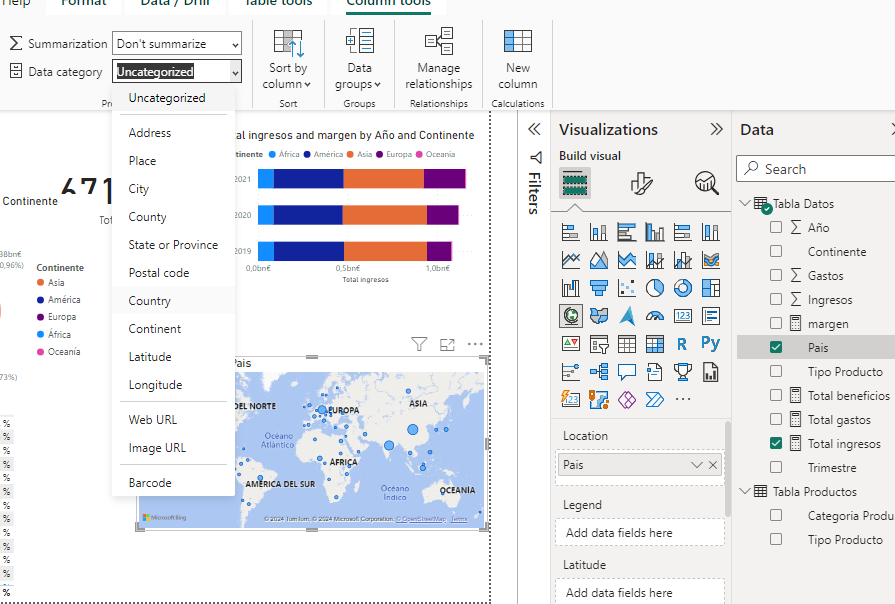 Help Format Data / Drill Table tools Column tools
Summarization Don't summarize
Data category Uncategorized
Sort by column
Data groups
Manage relationships
New column
Sort Groups Relationships Calculations
Uncategorized
Address
Place
City
County
State or Province
Postal code
Country
Continent
Latitude
Longitude
Web URL
Image URL
Barcode
Continente
671
38bn€
0,96%)
Continente
Asia
América
Europa
África
Oceanía
73%)
%
%
%
%
%
%
%
%
%
%
%
%
%
al ingresos y margen by Año and Continente
África América Asia Europa Oceanía
2021
2020
2019
0,0bn€ 0,5bn€ 1,0bn€
Total ingresos
País
DEL NORTE
EUROPA
ASIA
Océano Atlántico
ÁFRICA
AMÉRICA DEL SUR
Océano Índico
OCEANÍA
Microsoft Bing
© 2024 TomTom, © 2024 Microsoft Corporation, © OpenStreetMap Terms
Filters
Visualizations
Build visual
123
R
Py
123
Location
Pais
Legend
Add data fields here
Latitude
Add data fields here
Data
Search
Tabla Datos
Año
Continente
Gastos
Ingresos
margen
Pais
Tipo Producto
Total beneficios
Total gastos
Total ingresos
Trimestre
Tabla Productos
Categoria Produ
Tipo Producto